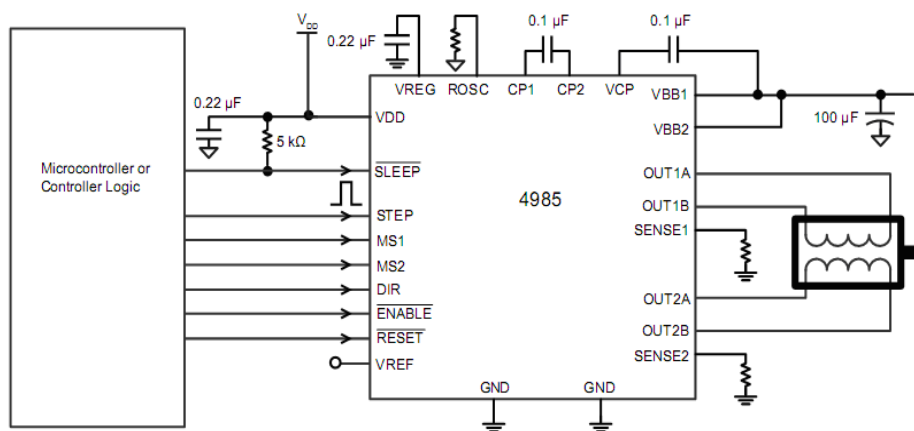 V_DD
0.22 µF
0.1 µF
0.1 µF
VREG
ROSC
CP1
CP2
VCP
VBB1
0.22 µF
VDD
5 kΩ
VBB2
100 µF
Microcontroller or
Controller Logic
SLEEP
4985
OUT1A
OUT1B
STEP
SENSE1
MS1
MS2
DIR
OUT2A
ENABLE
OUT2B
RESET
VREF
SENSE2
GND
GND